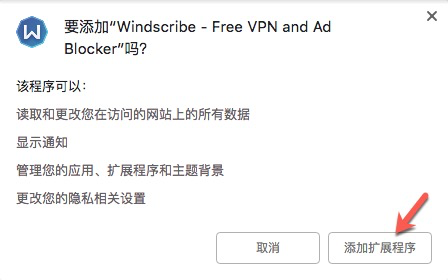 要添加“Windscribe - Free VPN and Ad
Blocker”吗?
该程序可以：
读取和更改您在访问的网站上的所有数据
显示通知
管理您的应用、扩展程序和主题背景
更改您的隐私相关设置
取消
添加扩展程序